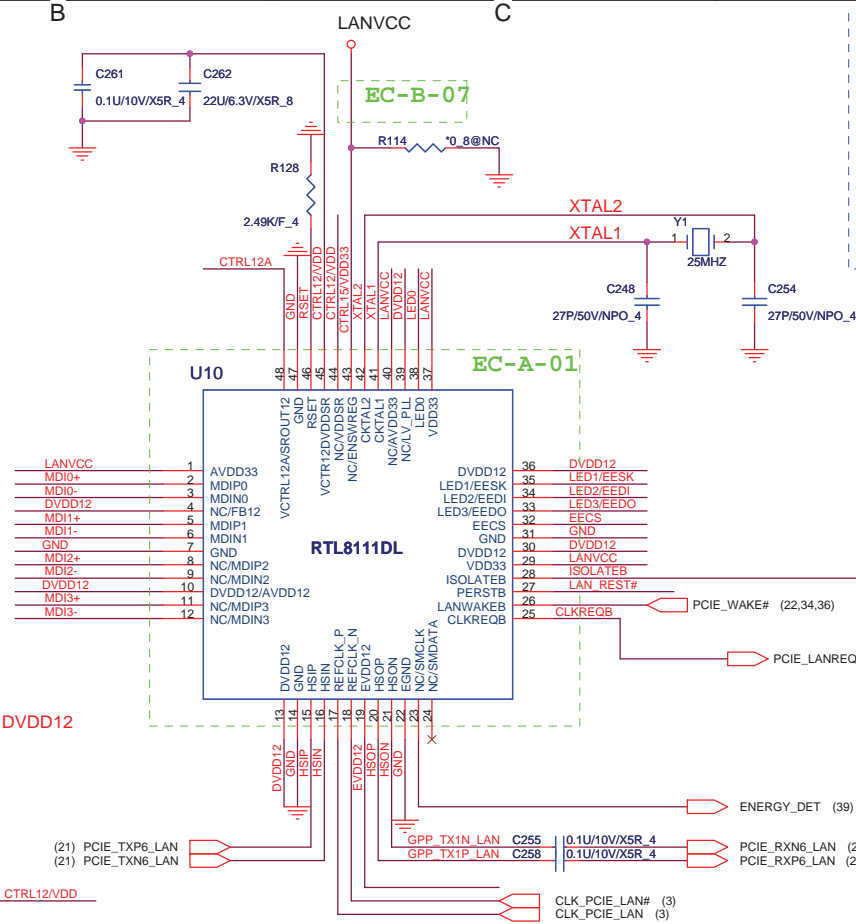 B C
LANVCC
C261 C262
0.1U/10V/X5R_4 22U/6.3V/X5R_8
EC-B-07
R114 *0_8@NC
R128
2.49K/F_4
XTAL2
XTAL1
Y1
1 2
25MHZ
C248 C254
27P/50V/NPO_4 27P/50V/NPO_4
CTRL12A
GND
RSET
CTRL12/VDD
CTRL12/VDD
CTRL15/VDD33
XTAL2
XTAL1
LANVCC
DVDD12
LED0
LANVCC
EC-A-01
U10
48 47 46 45 44 43 42 41 40 39 38 37
VCTRL12A/SROUT12
GND
RSET
VCTR12DVDDSR
NC/VDDSR
NC/ENSWREG
CKTAL2
CKTAL1
NC/AVDD33
NC/LV_PLL
LED0
VDD33
LANVCC 1 AVDD33
MDI0+ 2 MDIP0
MDI0- 3 MDIN0
DVDD12 4 NC/FB12
MDI1+ 5 MDIP1
MDI1- 6 MDIN1
GND 7 GND
MDI2+ 8 NC/MDIP2
MDI2- 9 NC/MDIN2
DVDD12 10 DVDD12/AVDD12
MDI3+ 11 NC/MDIP3
MDI3- 12 NC/MDIN3
RTL8111DL
DVDD12 36 DVDD12
LED1/EESK 35 LED1/EESK
LED2/EEDI 34 LED2/EEDI
LED3/EEDO 33 LED3/EEDO
EECS 32 EECS
GND 31 GND
DVDD12 30 DVDD12
VDD33 29 LANVCC
ISOLATEB 28 ISOLATEB
PERSTB 27 LAN_REST#
LANWAKEB 26 PCIE_WAKE# (22,34,36)
CLKREQB 25 CLKREQB
PCIE_LANREQ
DVDD12
GND
HSIP
HSIN
REFCLK_P
REFCLK_N
EVDD12
HSOP
HSON
EGND
NC/SMCLK
NC/SMDATA
13 14 15 16 17 18 19 20 21 22 23 24
DVDD12
DVDD12
GND
HSIP
HSIN
EVDD12
HSOP
HSON
GND
ENERGY_DET (39)
(21) PCIE_TXP6_LAN
(21) PCIE_TXN6_LAN
GPP_TX1N_LAN C255 0.1U/10V/X5R_4 PCIE_RXN6_LAN (2
GPP_TX1P_LAN C258 0.1U/10V/X5R_4 PCIE_RXP6_LAN (2
CTRL12/VDD
CLK_PCIE_LAN# (3)
CLK_PCIE_LAN (3)